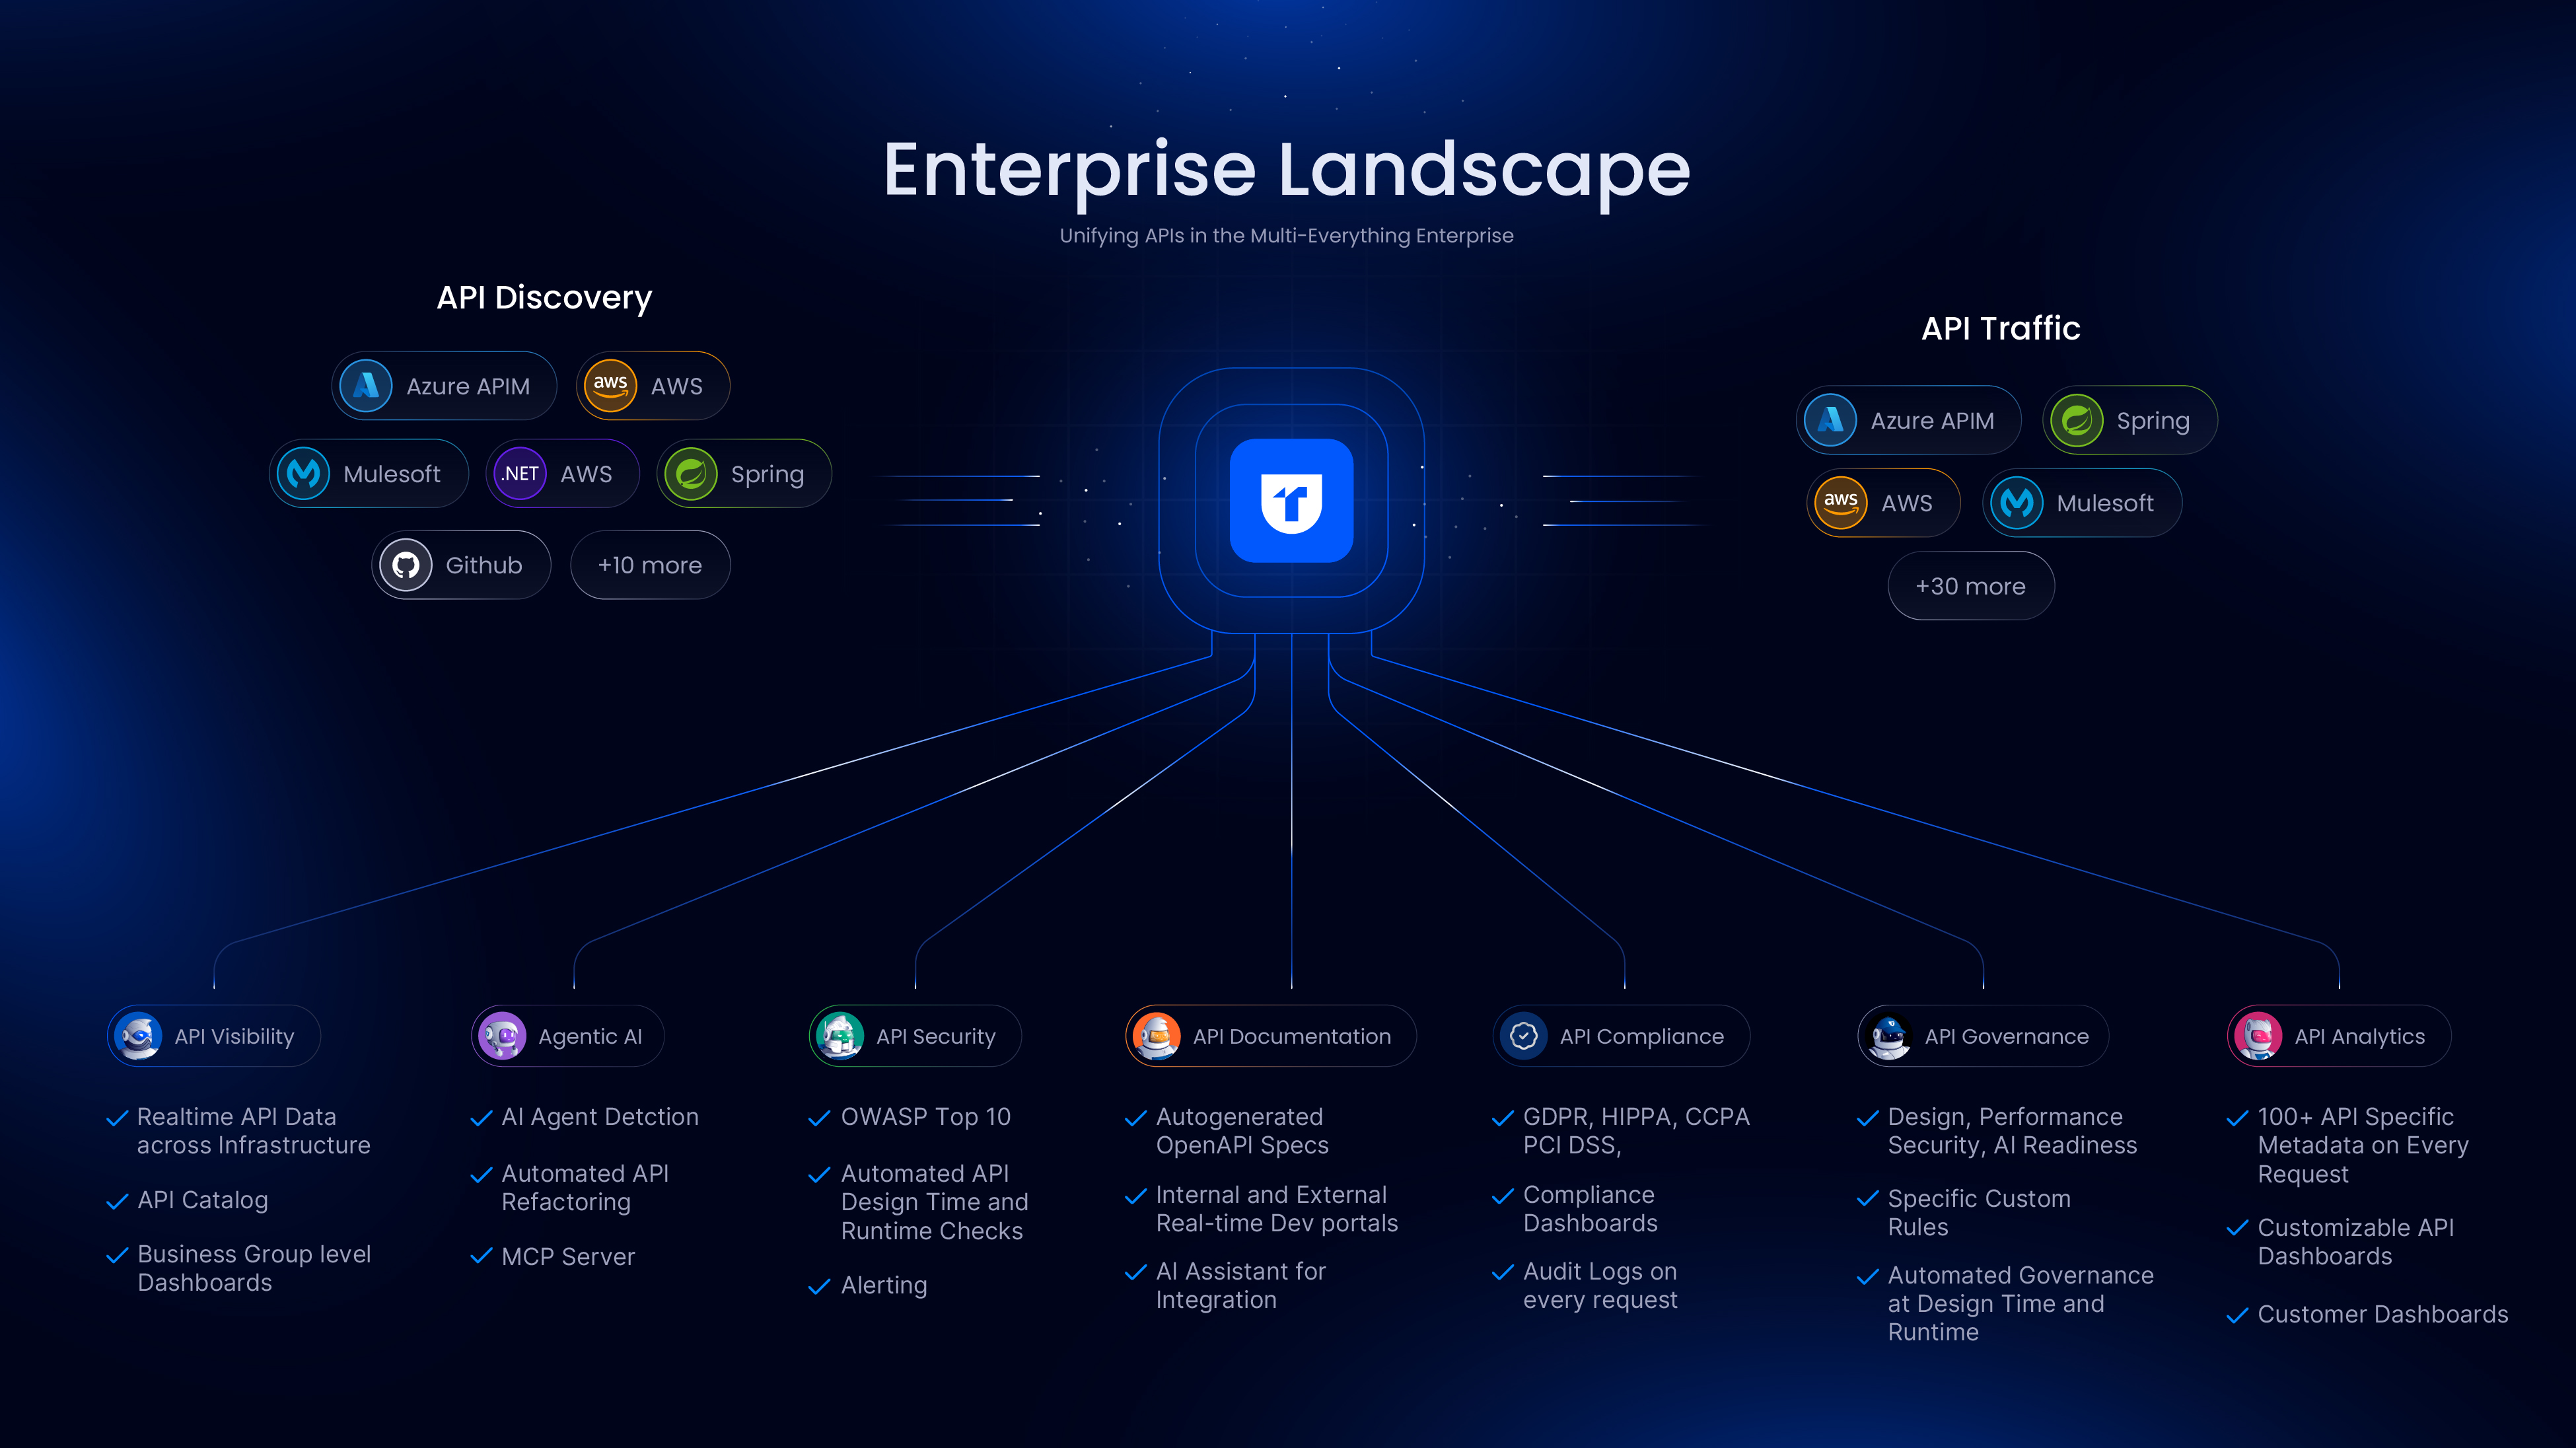 Enterprise Landscape
Unifying APIs in the Multi-Everything Enterprise
API Discovery
Azure APIM
aws AWS
Mulesoft
.NET AWS
Spring
Github
+10 more
API Traffic
Azure APIM
Spring
aws AWS
Mulesoft
+30 more
API Visibility
Realtime API Data
across Infrastructure
API Catalog
Business Group level
Dashboards
Agentic AI
AI Agent Detction
Automated API
Refactoring
MCP Server
API Security
OWASP Top 10
Automated API
Design Time and
Runtime Checks
Alerting
API Documentation
Autogenerated
OpenAPI Specs
Internal and External
Real-time Dev portals
AI Assistant for
Integration
API Compliance
GDPR, HIPPA, CCPA
PCI DSS,
Compliance
Dashboards
Audit Logs on
every request
API Governance
Design, Performance
Security, AI Readiness
Specific Custom
Rules
Automated Governance
at Design Time and
Runtime
API Analytics
100+ API Specific
Metadata on Every
Request
Customizable API
Dashboards
Customer Dashboards